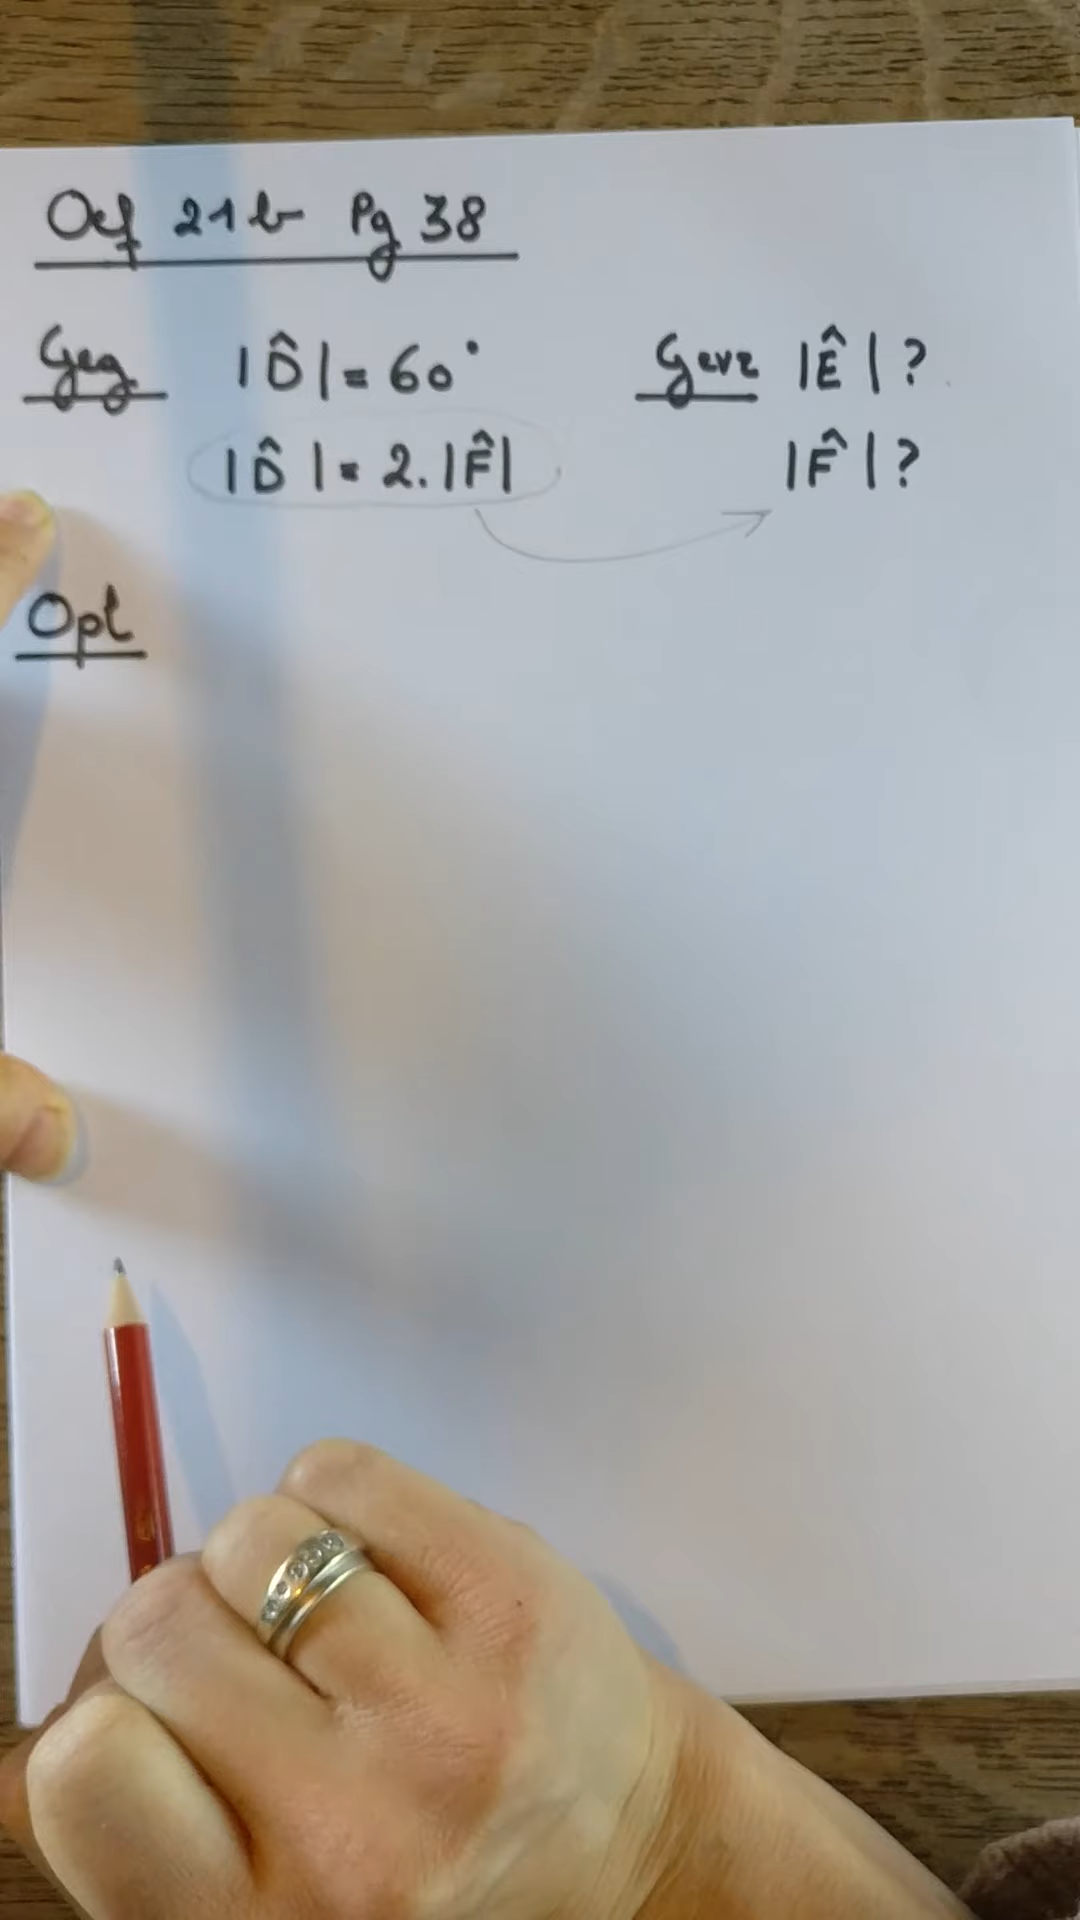 Oef 21b Pg 38
Geg |D̂| = 60° Gevr |Ê|?
|D̂| = 2.|F̂| |F̂|?
Opl